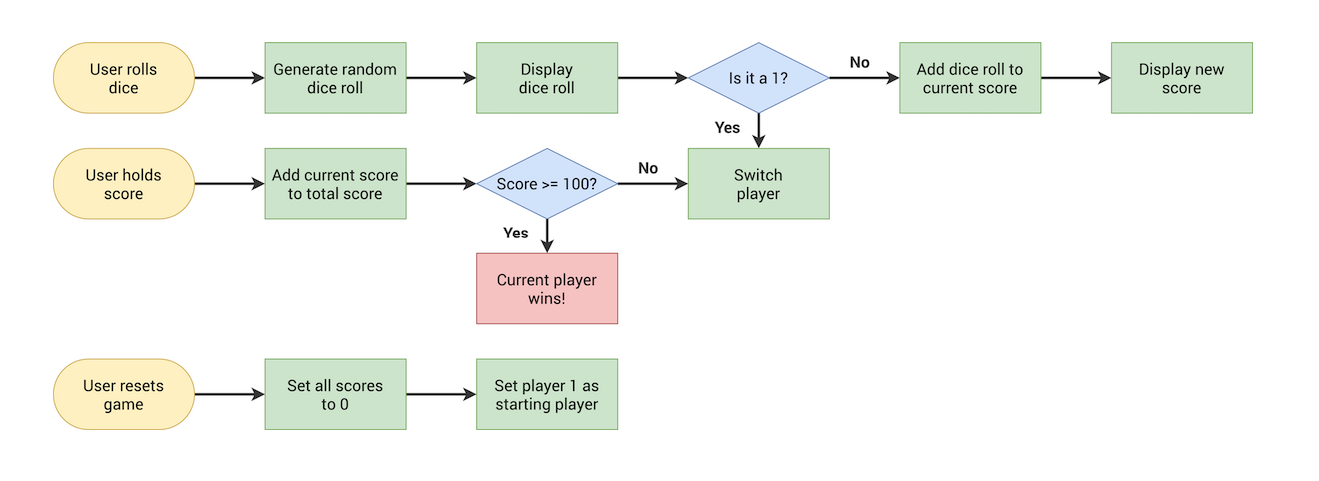 User rolls
dice
Generate random
dice roll
Display
dice roll
Is it a 1?
No
Add dice roll to
current score
Display new
score
Yes
User holds
score
Add current score
to total score
Score >= 100?
No
Switch
player
Yes
Current player
wins!
User resets
game
Set all scores
to 0
Set player 1 as
starting player